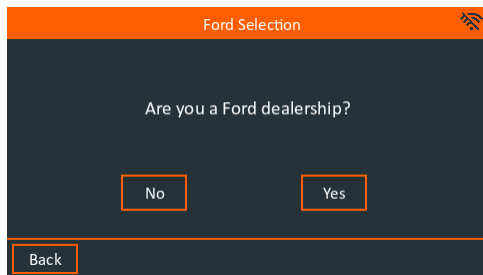 Ford Selection
Are you a Ford dealership?
No
Yes
Back